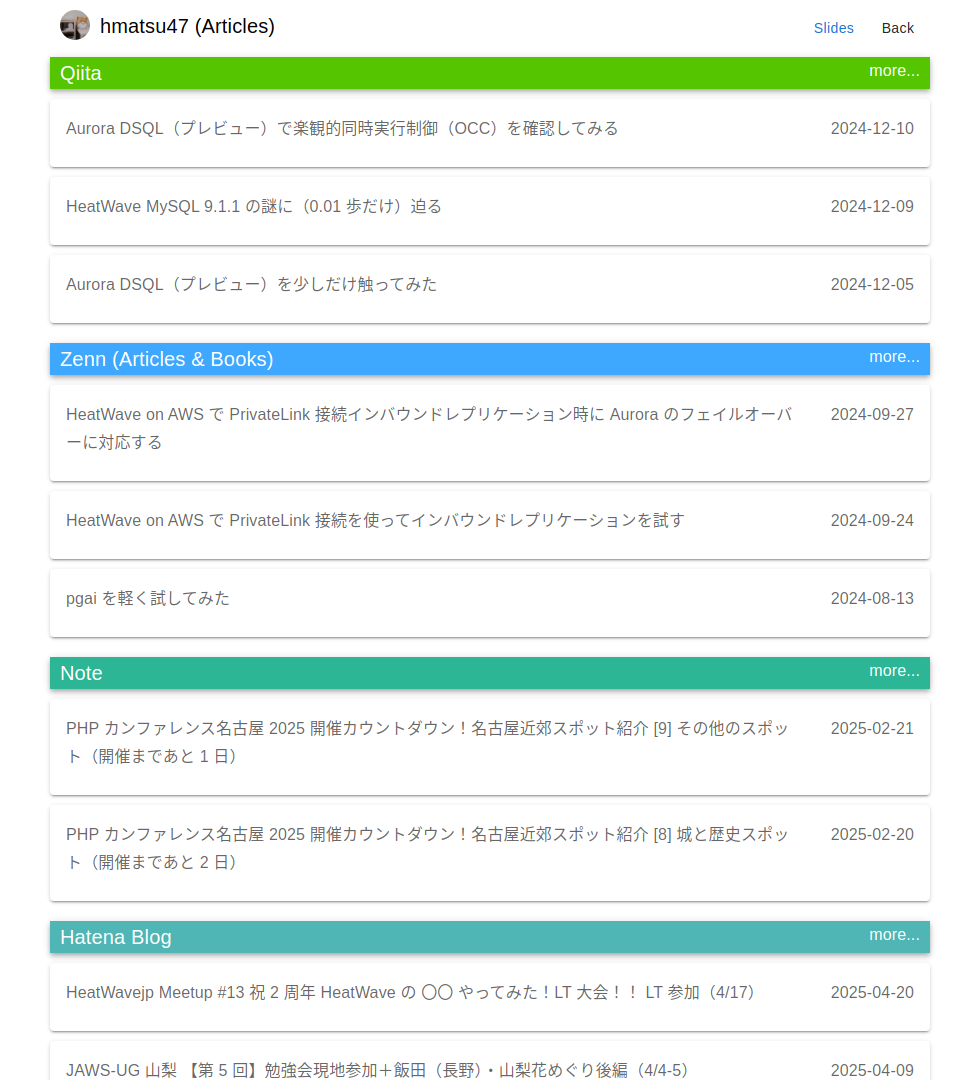 hmatsu47 (Articles)
Slides
Back
Qiita
more...
Aurora DSQL（プレビュー）で楽観的同時実行制御（OCC）を確認してみる
2024-12-10
HeatWave MySQL 9.1.1 の謎に（0.01 歩だけ）迫る
2024-12-09
Aurora DSQL（プレビュー）を少しだけ触ってみた
2024-12-05
Zenn (Articles & Books)
more...
HeatWave on AWS で PrivateLink 接続インバウンドレプリケーション時に Aurora のフェイルオーバ
2024-09-27
ーに対応する
HeatWave on AWS で PrivateLink 接続を使ってインバウンドレプリケーションを試す
2024-09-24
pgai を軽く試してみた
2024-08-13
Note
more...
PHP カンファレンス名古屋 2025 開催カウントダウン！名古屋近郊スポット紹介 [9] その他のスポッ
2025-02-21
ト（開催まであと 1 日）
PHP カンファレンス名古屋 2025 開催カウントダウン！名古屋近郊スポット紹介 [8] 城と歴史スポッ
2025-02-20
ト（開催まであと 2 日）
Hatena Blog
more...
HeatWavejp Meetup #13 祝 2 周年 HeatWave の 〇〇 やってみた！LT 大会！！ LT 参加（4/17）
2025-04-20
JAWS-UG 山梨 【第 5 回】勉強会現地参加＋飯田（長野）・山梨花めぐり後編（4/4-5）
2025-04-09